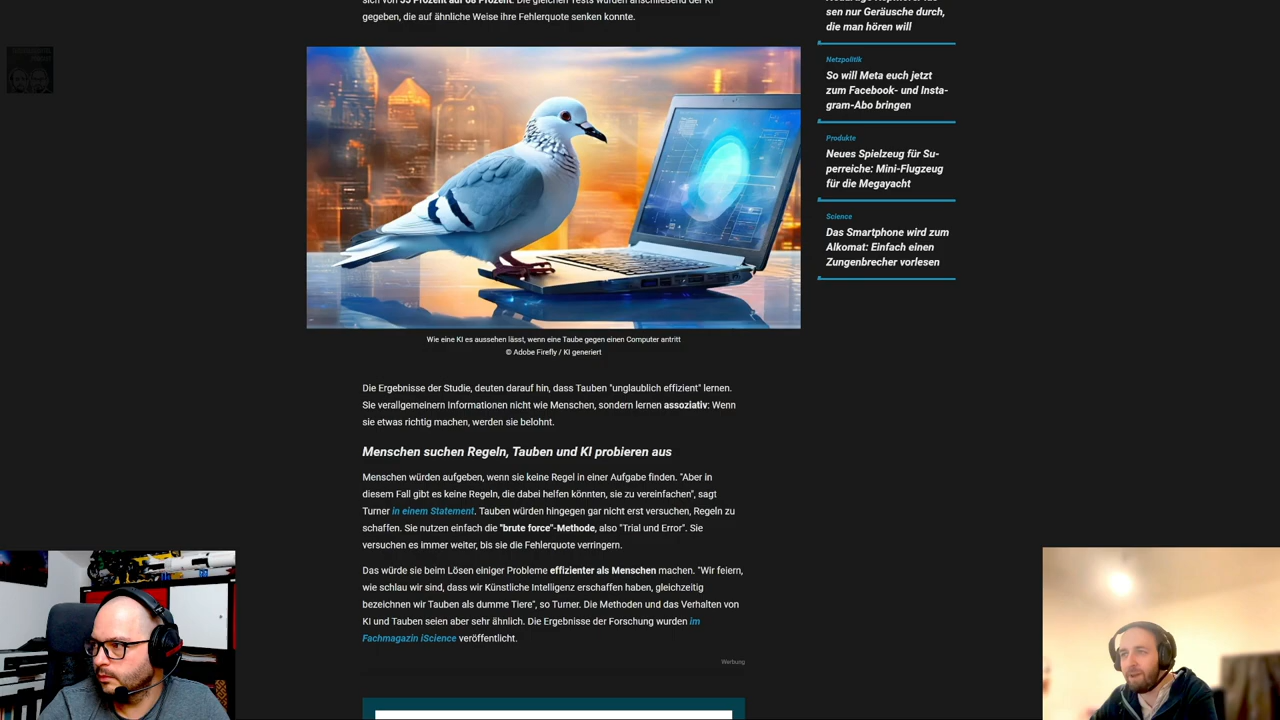 gegeben, die auf ähnliche Weise ihre Fehlerquote senken konnte.
Wie eine KI es aussehen lässt, wenn eine Taube gegen einen Computer antritt
© Adobe Firefly / KI generiert
Die Ergebnisse der Studie, deuten darauf hin, dass Tauben "unglaublich effizient" lernen.
Sie verallgemeinern Informationen nicht wie Menschen, sondern lernen assoziativ: Wenn
sie etwas richtig machen, werden sie belohnt.
Menschen suchen Regeln, Tauben und KI probieren aus
Menschen würden aufgeben, wenn sie keine Regel in einer Aufgabe finden. "Aber in
diesem Fall gibt es keine Regeln, die dabei helfen könnten, sie zu vereinfachen", sagt
Turner in einem Statement. Tauben würden hingegen gar nicht erst versuchen, Regeln zu
schaffen. Sie nutzen einfach die "brute force"-Methode, also "Trial und Error". Sie
versuchen es immer weiter, bis sie die Fehlerquote verringern.
Das würde sie beim Lösen einiger Probleme effizienter als Menschen machen. "Wir feiern,
wie schlau wir sind, dass wir Künstliche Intelligenz erschaffen haben, gleichzeitig
bezeichnen wir Tauben als dumme Tiere", so Turner. Die Methoden und das Verhalten von
KI und Tauben seien aber sehr ähnlich. Die Ergebnisse der Forschung wurden im
Fachmagazin iScience veröffentlicht.
Werbung
sen nur Geräusche durch,
die man hören will
Netzpolitik
So will Meta euch jetzt
zum Facebook- und Insta-
gram-Abo bringen
Produkte
Neues Spielzeug für Su-
perreiche: Mini-Flugzeug
für die Megayacht
Science
Das Smartphone wird zum
Alkomat: Einfach einen
Zungenbrecher vorlesen